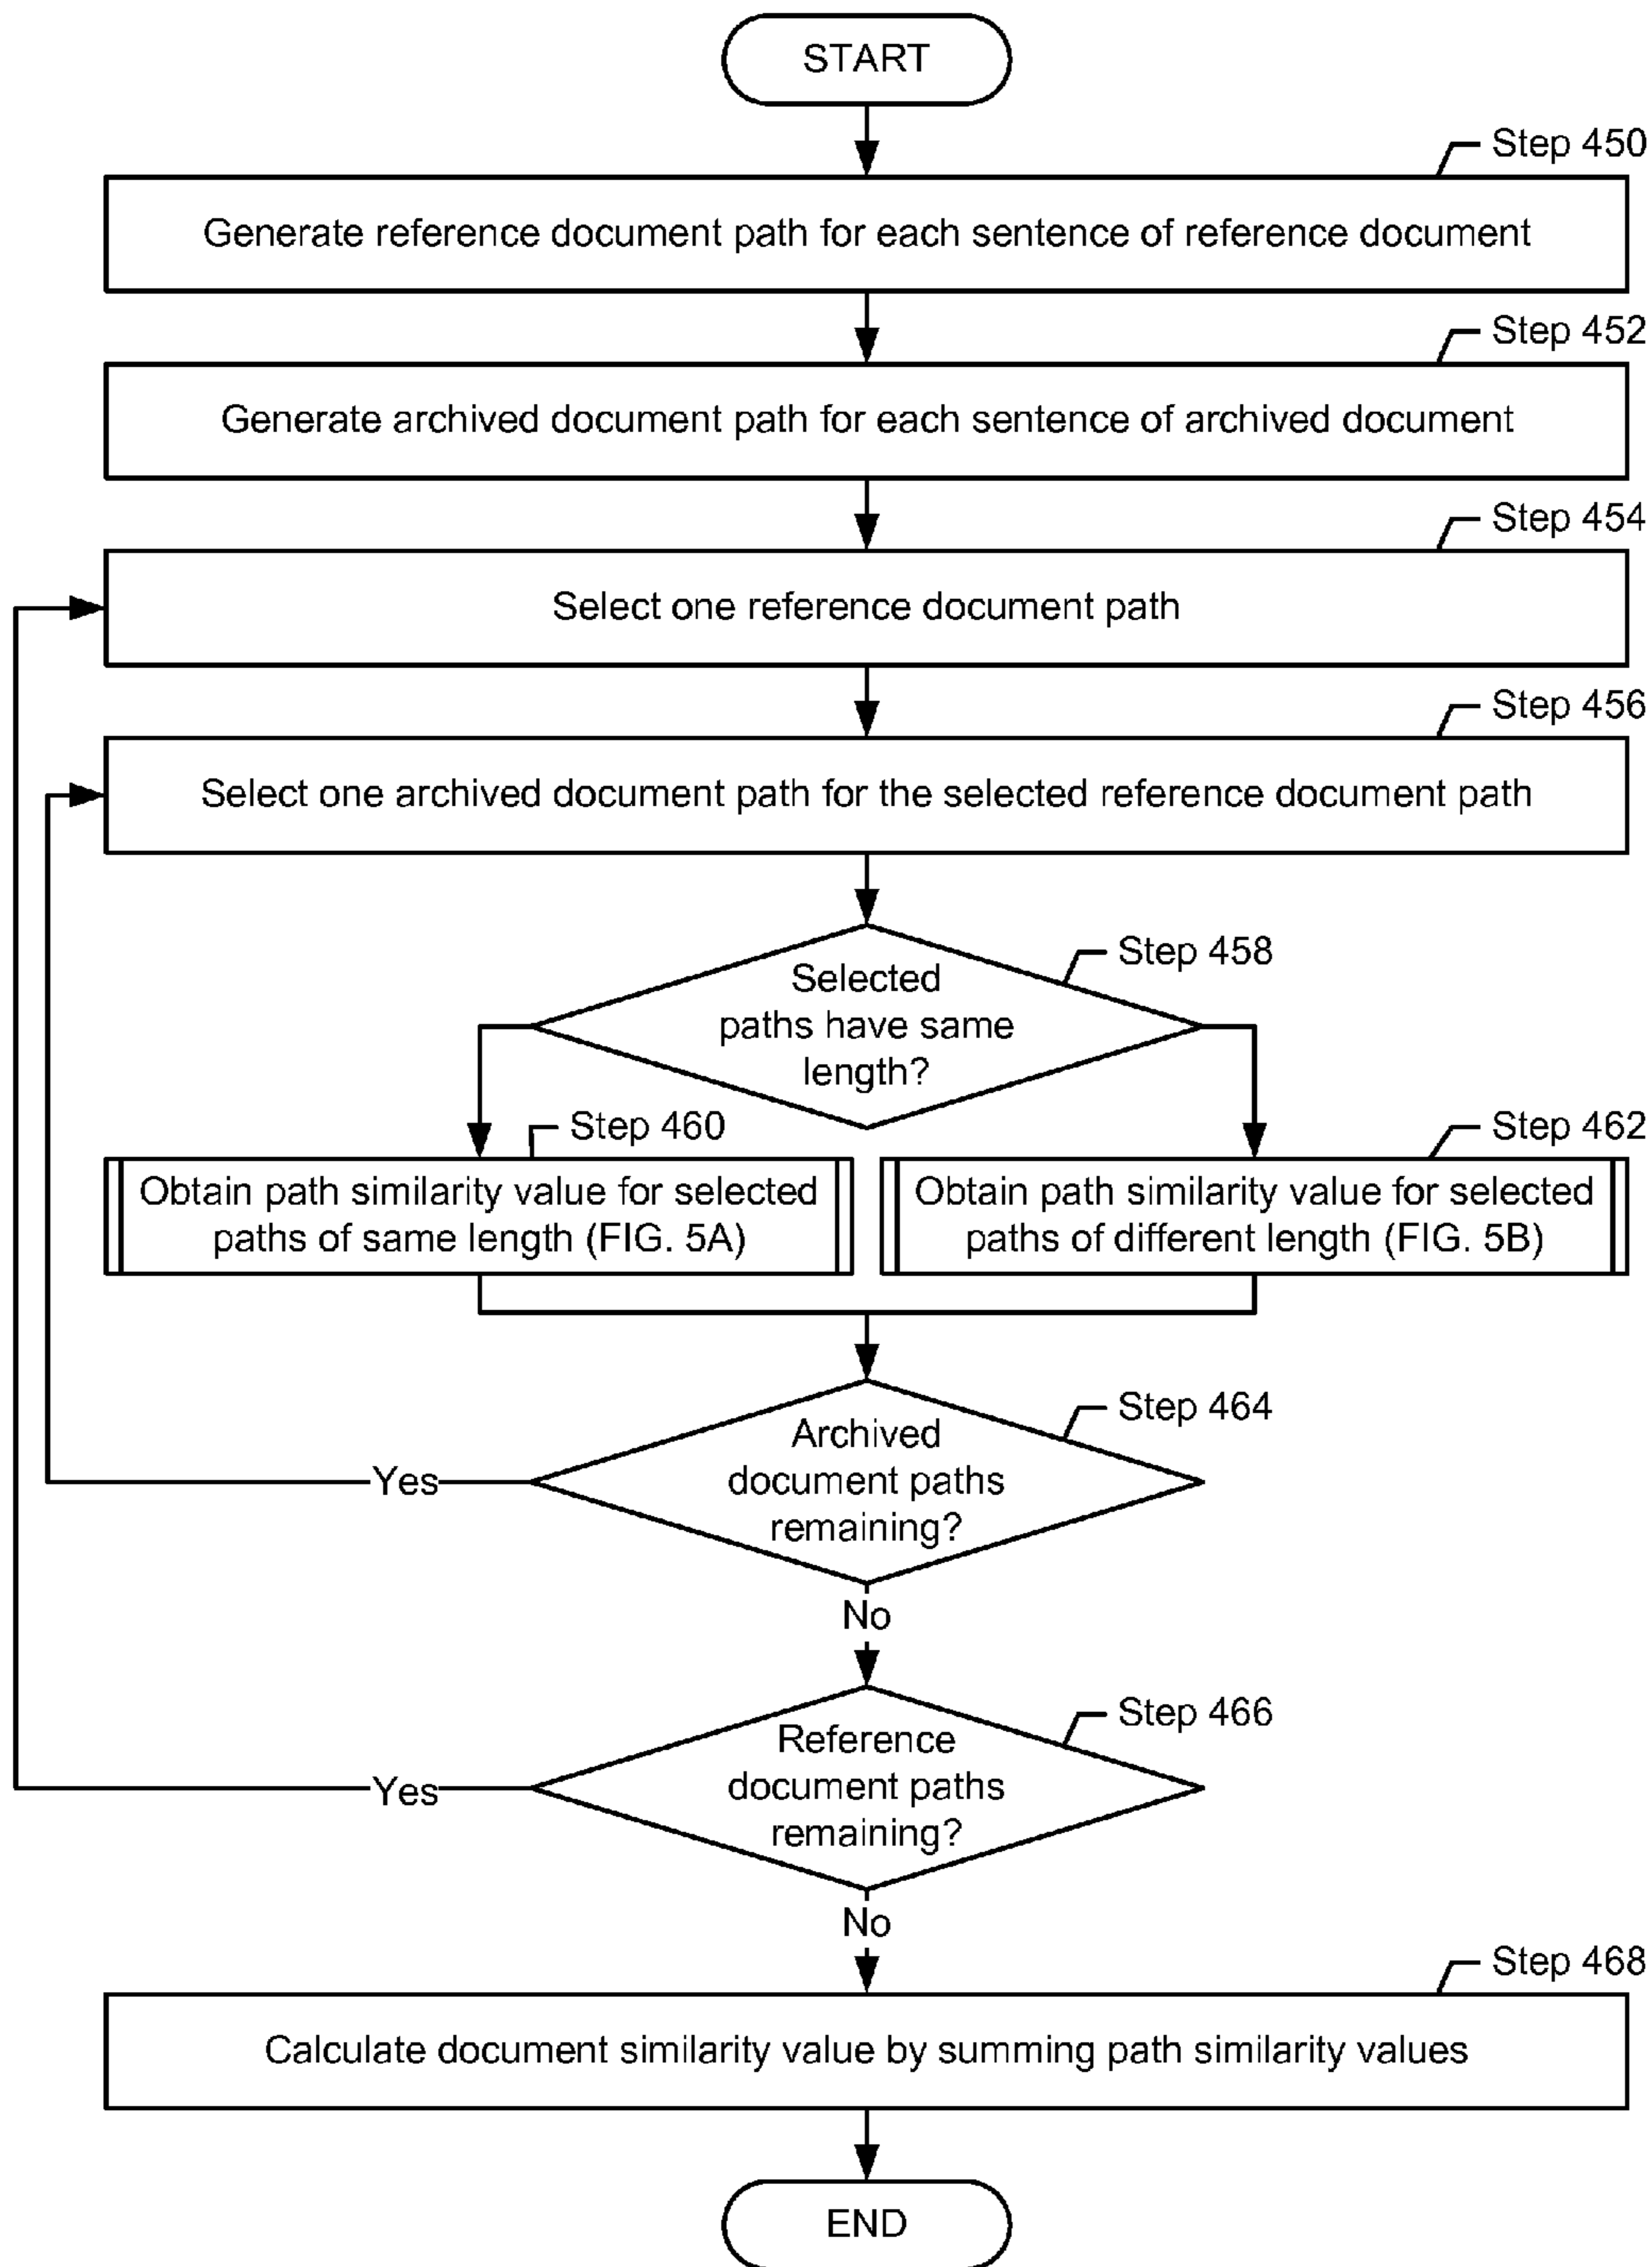 START
Step 450
Generate reference document path for each sentence of reference document
Step 452
Generate archived document path for each sentence of archived document
Step 454
Select one reference document path
Step 456
Select one archived document path for the selected reference document path
Step 458
Selected
paths have same
length?
Step 460
Obtain path similarity value for selected
paths of same length (FIG. 5A)
Step 462
Obtain path similarity value for selected
paths of different length (FIG. 5B)
Step 464
Archived
document paths
remaining?
Yes
No
Step 466
Reference
document paths
remaining?
Yes
No
Step 468
Calculate document similarity value by summing path similarity values
END